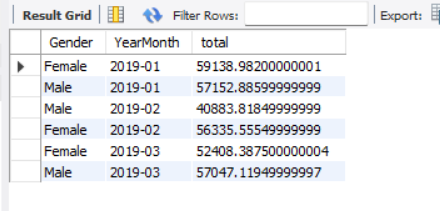 Result Grid Filter Rows: Export:
Gender YearMonth total
Female 2019-01 59138.98200000001
Male 2019-01 57152.88599999999
Male 2019-02 40883.81849999999
Female 2019-02 56335.55549999999
Female 2019-03 52408.387500000004
Male 2019-03 57047.11949999997